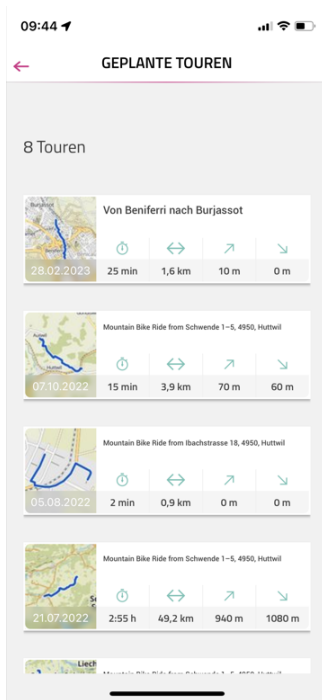 09:44
GEPLANTE TOUREN
8 Touren
Burjassot
Von Beniferri nach Burjassot
28.02.2023
25 min 1,6 km 10 m 0 m
Mountain Bike Ride from Schwende 1–5, 4950, Huttwil
Huttwil
07.10.2022
15 min 3,9 km 70 m 60 m
Mountain Bike Ride from Ibachstrasse 18, 4950, Huttwil
05.08.2022
2 min 0,9 km 0 m 0 m
Mountain Bike Ride from Schwende 1–5, 4950, Huttwil
21.07.2022
2:55 h 49,2 km 940 m 1080 m
Liech